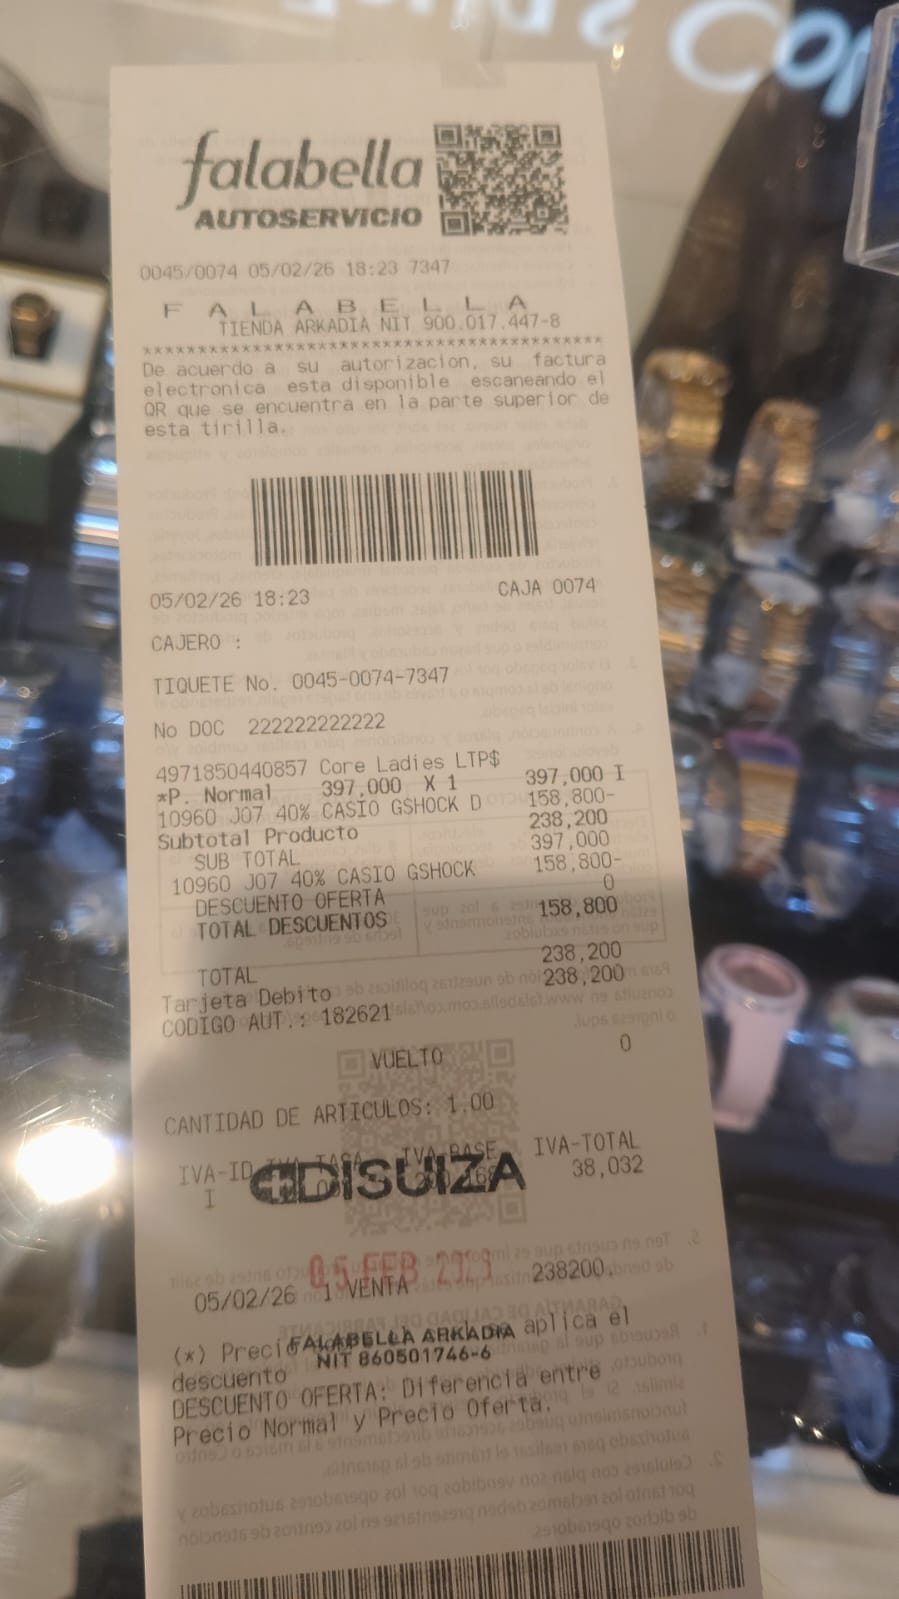 falabella
AUTOSERVICIO
0045/0074 05/02/26 18:23 7347
F A L A B E L L A
TIENDA ARKADIA NIT 900.017.447-8
De acuerdo a su autorizacion, su factura
electronica esta disponible escaneando el
QR que se encuentra en la parte superior de
esta tirilla.
05/02/26 18:23 CAJA 0074
CAJERO :
TIQUETE No. 0045-0074-7347
No DOC 222222222222
4971850440857 Core Ladies LTP$
*P. Normal 397,000 X 1 397,000 I
10960 J07 40% CASIO GSHOCK D 158,800-
Subtotal Producto 238,200
SUB TOTAL 397,000
10960 J07 40% CASIO GSHOCK 158,800-
DESCUENTO OFERTA 0
TOTAL DESCUENTOS 158,800
TOTAL 238,200
Tarjeta Debito 238,200
CODIGO AUT.: 182621
VUELTO 0
CANTIDAD DE ARTICULOS: 1.00
IVA-ID IVA-TASA IVA-BASE IVA-TOTAL
I 38,032
DISUIZA
05 FEB
05/02/26 1 VENTA 238200.
(*) Precio aplica el
FALABELLA ARKADIA
NIT 860501746-6
descuento
DESCUENTO OFERTA: Diferencia entre
Precio Normal y Precio Oferta.